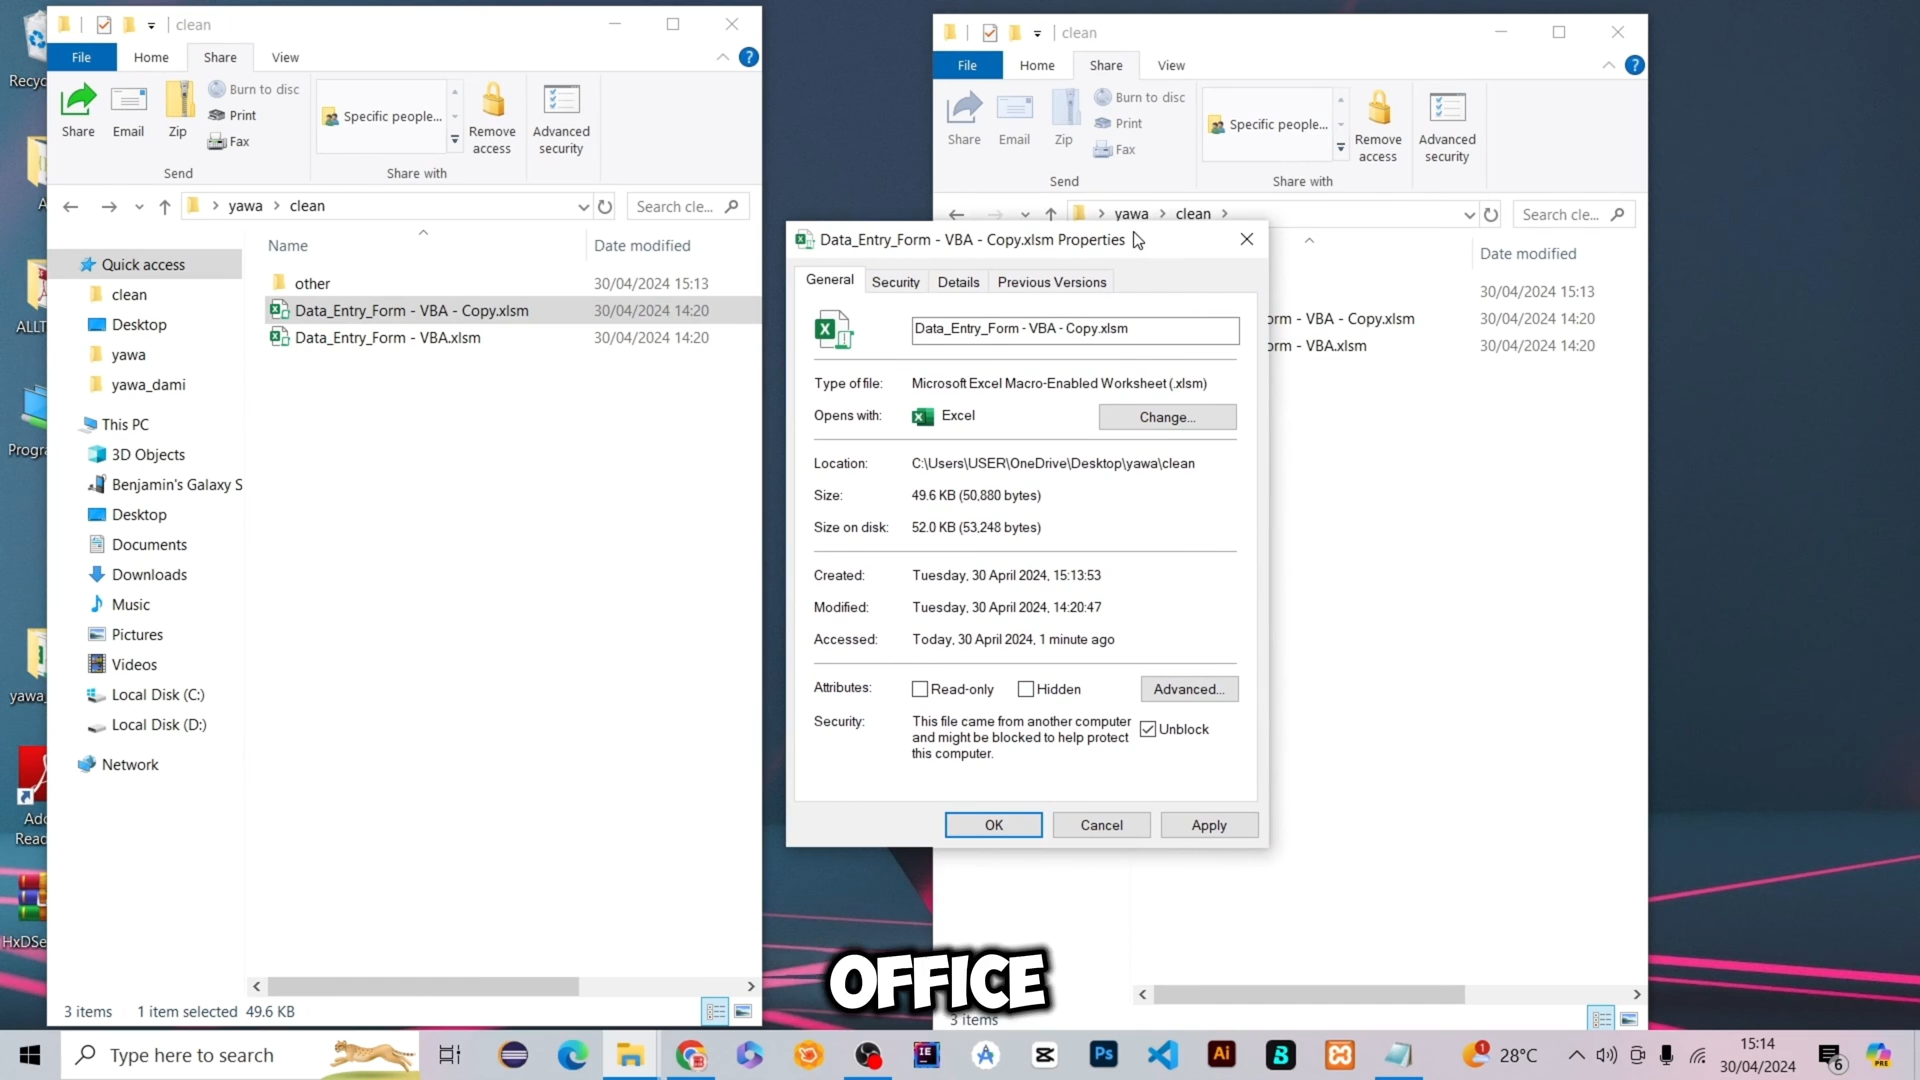 clean
File
Home
Share
View
Share
Email
Zip
Burn to disc
Print
Fax
Specific people...
Remove access
Advanced security
Send
Share with
yawa
clean
Search cle...
Name
Date modified
Quick access
clean
Desktop
yawa
yawa_dami
This PC
3D Objects
Benjamin's Galaxy S
Desktop
Documents
Downloads
Music
Pictures
Videos
Local Disk (C:)
Local Disk (D:)
Network
other
30/04/2024 15:13
Data_Entry_Form - VBA - Copy.xlsm
30/04/2024 14:20
Data_Entry_Form - VBA.xlsm
30/04/2024 14:20
3 items
1 item selected
49.6 KB
clean
File
Home
Share
View
Share
Email
Zip
Burn to disc
Print
Fax
Specific people...
Remove access
Advanced security
Send
Share with
yawa
clean
Search cle...
Date modified
30/04/2024 15:13
orm - VBA - Copy.xlsm
30/04/2024 14:20
orm - VBA.xlsm
30/04/2024 14:20
3 items
Data_Entry_Form - VBA - Copy.xlsm Properties
General
Security
Details
Previous Versions
Data_Entry_Form - VBA - Copy.xlsm
Type of file:
Microsoft Excel Macro-Enabled Worksheet (.xlsm)
Opens with:
Excel
Change...
Location:
C:\Users\USER\OneDrive\Desktop\yawa\clean
Size:
49.6 KB (50,880 bytes)
Size on disk:
52.0 KB (53,248 bytes)
Created:
Tuesday, 30 April 2024, 15:13:53
Modified:
Tuesday, 30 April 2024, 14:20:47
Accessed:
Today, 30 April 2024, 1 minute ago
Attributes:
Read-only
Hidden
Advanced...
Security:
This file came from another computer
and might be blocked to help protect
this computer.
Unblock
OK
Cancel
Apply
OFFICE
Recyc
A
ALLT
Progra
yawa_
Ado
Read
HxDSe
Type here to search
IE
Ps
Ai
B
1
28°C
15:14
30/04/2024
6
PRE